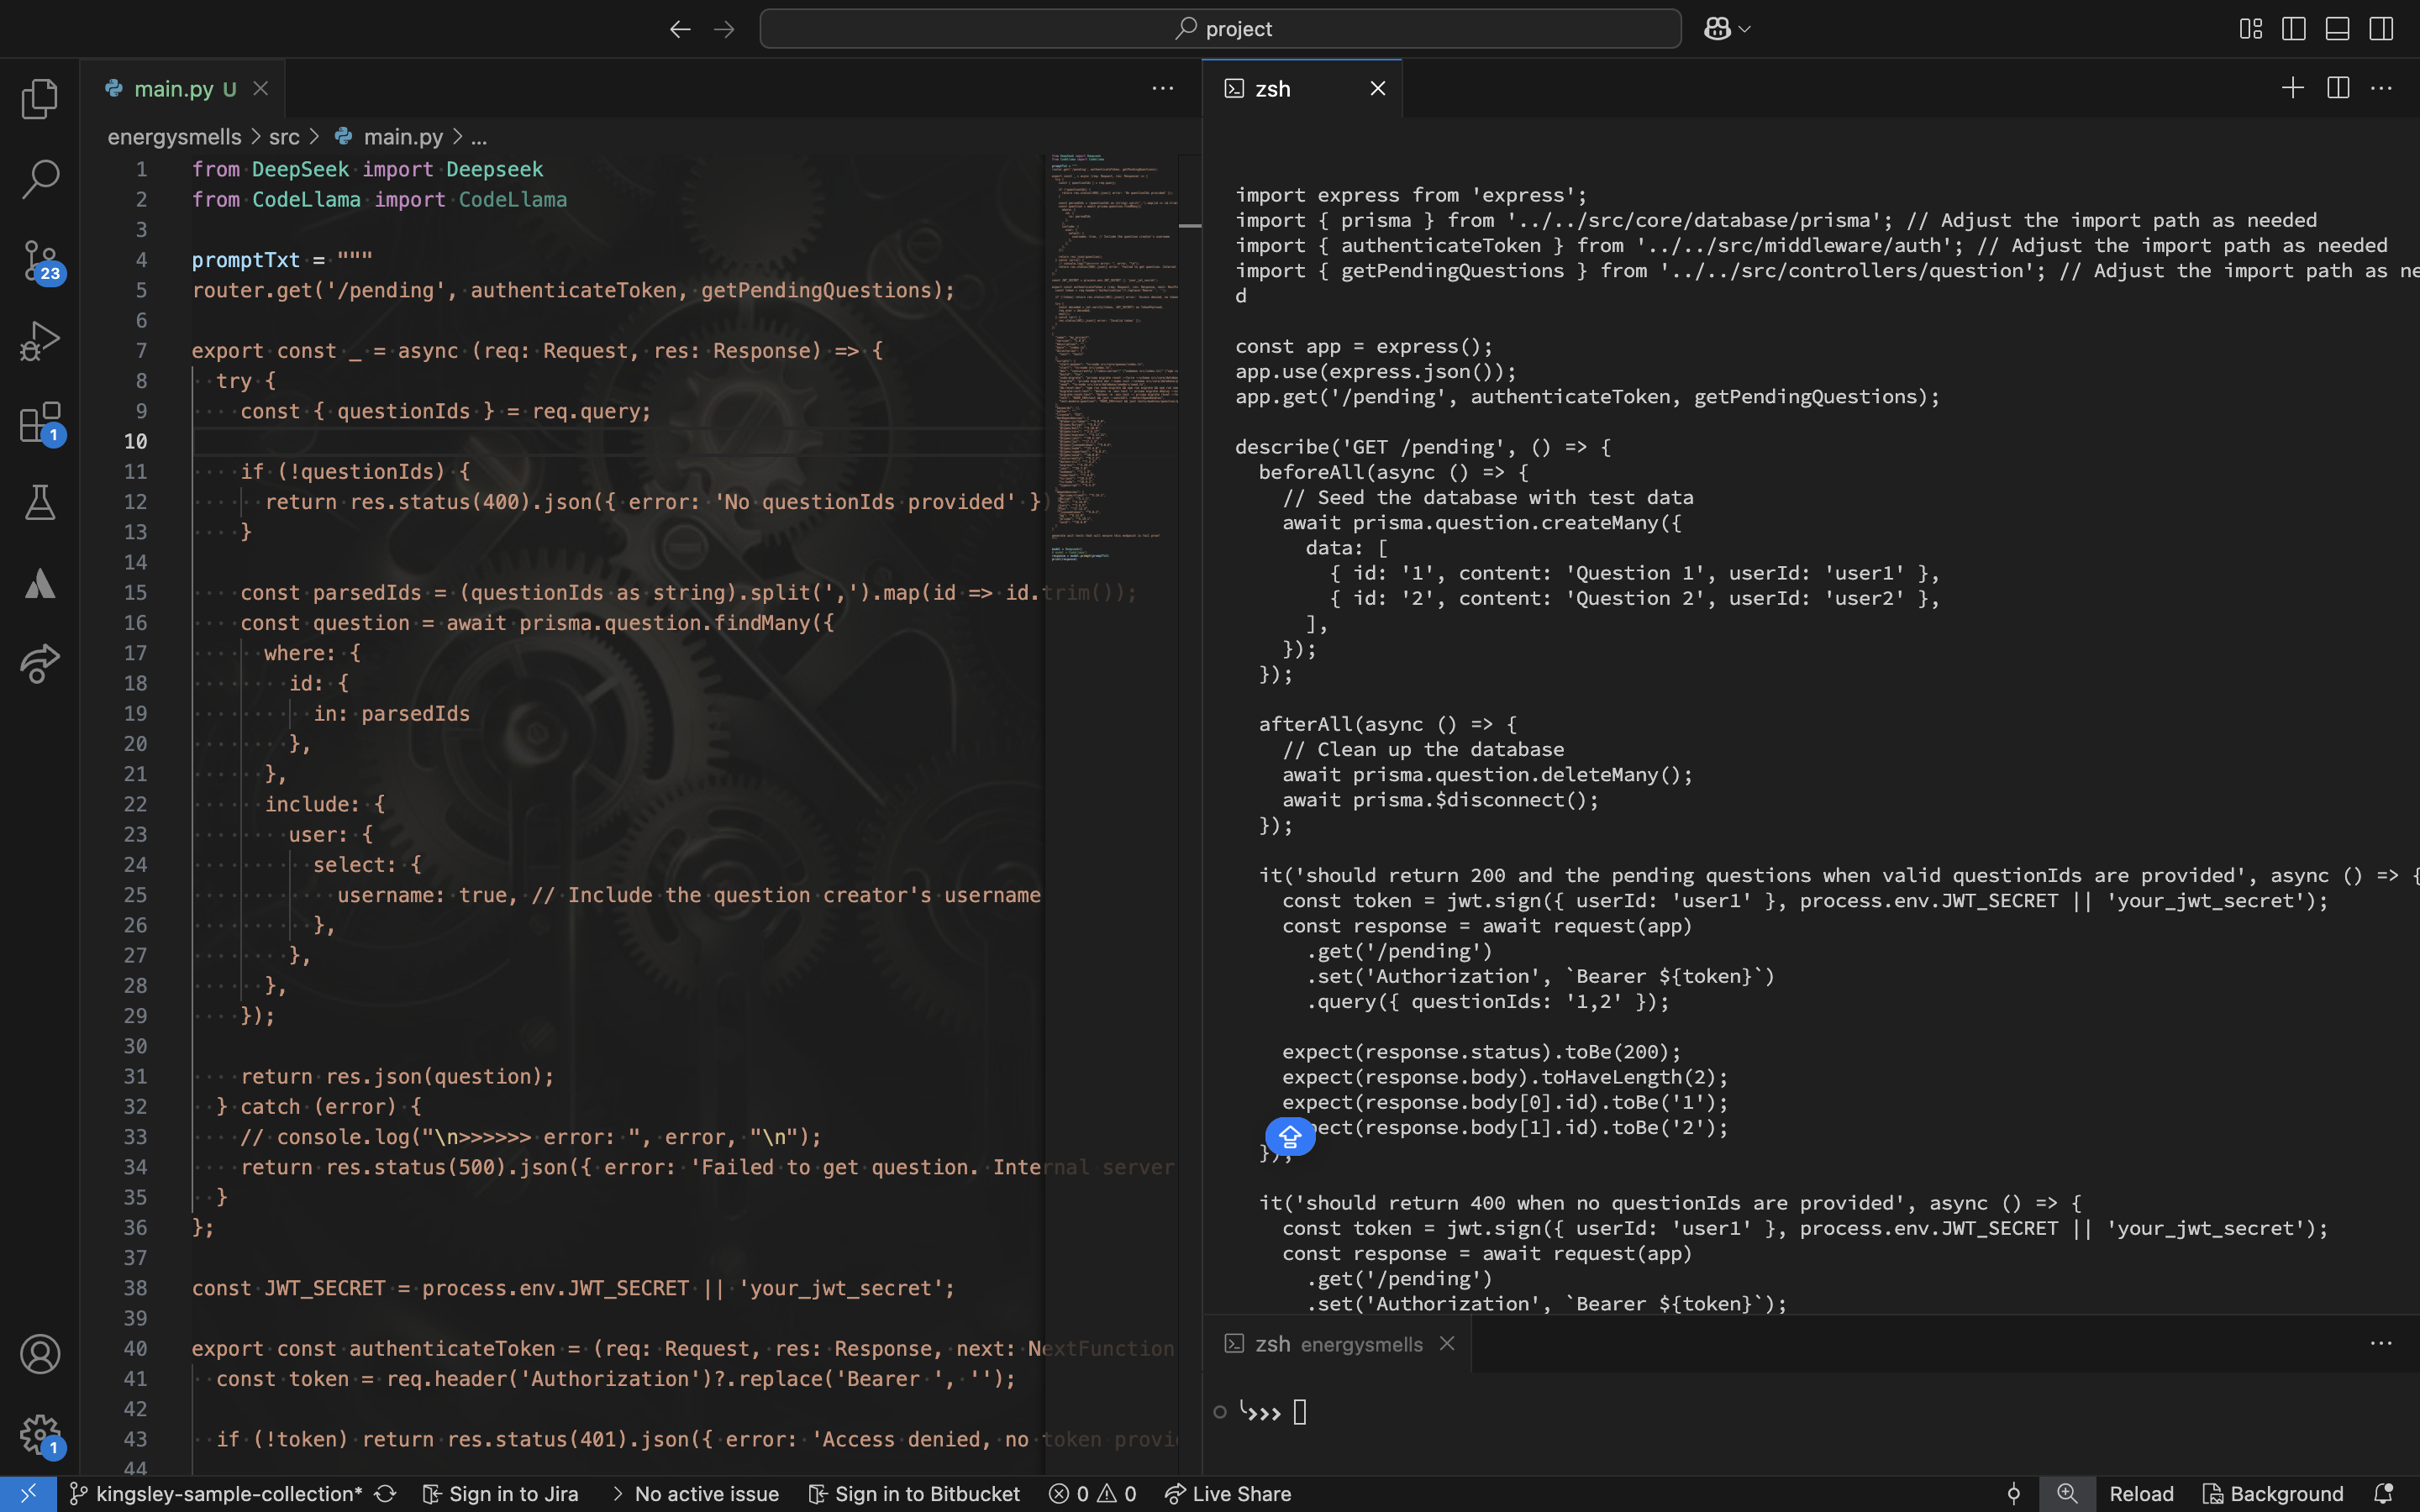 project
main.py U
energysmells > src > main.py > ...
1 from DeepSeek import Deepseek
2 from CodeLlama import CodeLlama
3
4 promptTxt = """
5 router.get('/pending', authenticateToken, getPendingQuestions);
6
7 export const _ = async (req: Request, res: Response) => {
8 try {
9 const { questionIds } = req.query;
10
11 if (!questionIds) {
12 return res.status(400).json({ error: 'No questionIds provided' })
13 }
14
15 const parsedIds = (questionIds as string).split(',').map(id => id.trim());
16 const question = await prisma.question.findMany({
17 where: {
18 id: {
19 in: parsedIds
20 },
21 },
22 include: {
23 user: {
24 select: {
25 username: true, // Include the question creator's username
26 },
27 },
28 },
29 });
30
31 return res.json(question);
32 } catch (error) {
33 // console.log("\n>>>>>> error: ", error, "\n");
34 return res.status(500).json({ error: 'Failed to get question. Internal server
35 }
36 };
37
38 const JWT_SECRET = process.env.JWT_SECRET || 'your_jwt_secret';
39
40 export const authenticateToken = (req: Request, res: Response, next: NextFunction
41 const token = req.header('Authorization')?.replace('Bearer ', '');
42
43 if (!token) return res.status(401).json({ error: 'Access denied, no token provi
44
zsh
import express from 'express';
import { prisma } from '../../src/core/database/prisma'; // Adjust the import path as needed
import { authenticateToken } from '../../src/middleware/auth'; // Adjust the import path as needed
import { getPendingQuestions } from '../../src/controllers/question'; // Adjust the import path as ne
d
const app = express();
app.use(express.json());
app.get('/pending', authenticateToken, getPendingQuestions);
describe('GET /pending', () => {
beforeAll(async () => {
// Seed the database with test data
await prisma.question.createMany({
data: [
{ id: '1', content: 'Question 1', userId: 'user1' },
{ id: '2', content: 'Question 2', userId: 'user2' },
],
});
});
afterAll(async () => {
// Clean up the database
await prisma.question.deleteMany();
await prisma.$disconnect();
});
it('should return 200 and the pending questions when valid questionIds are provided', async () => {
const token = jwt.sign({ userId: 'user1' }, process.env.JWT_SECRET || 'your_jwt_secret');
const response = await request(app)
.get('/pending')
.set('Authorization', `Bearer ${token}`)
.query({ questionIds: '1,2' });
expect(response.status).toBe(200);
expect(response.body).toHaveLength(2);
expect(response.body[0].id).toBe('1');
pect(response.body[1].id).toBe('2');
});
it('should return 400 when no questionIds are provided', async () => {
const token = jwt.sign({ userId: 'user1' }, process.env.JWT_SECRET || 'your_jwt_secret');
const response = await request(app)
.get('/pending')
.set('Authorization', `Bearer ${token}`);
zsh energysmells
>>>
23
1
1
kingsley-sample-collection* Sign in to Jira > No active issue Sign in to Bitbucket 0 0 Live Share Reload Background